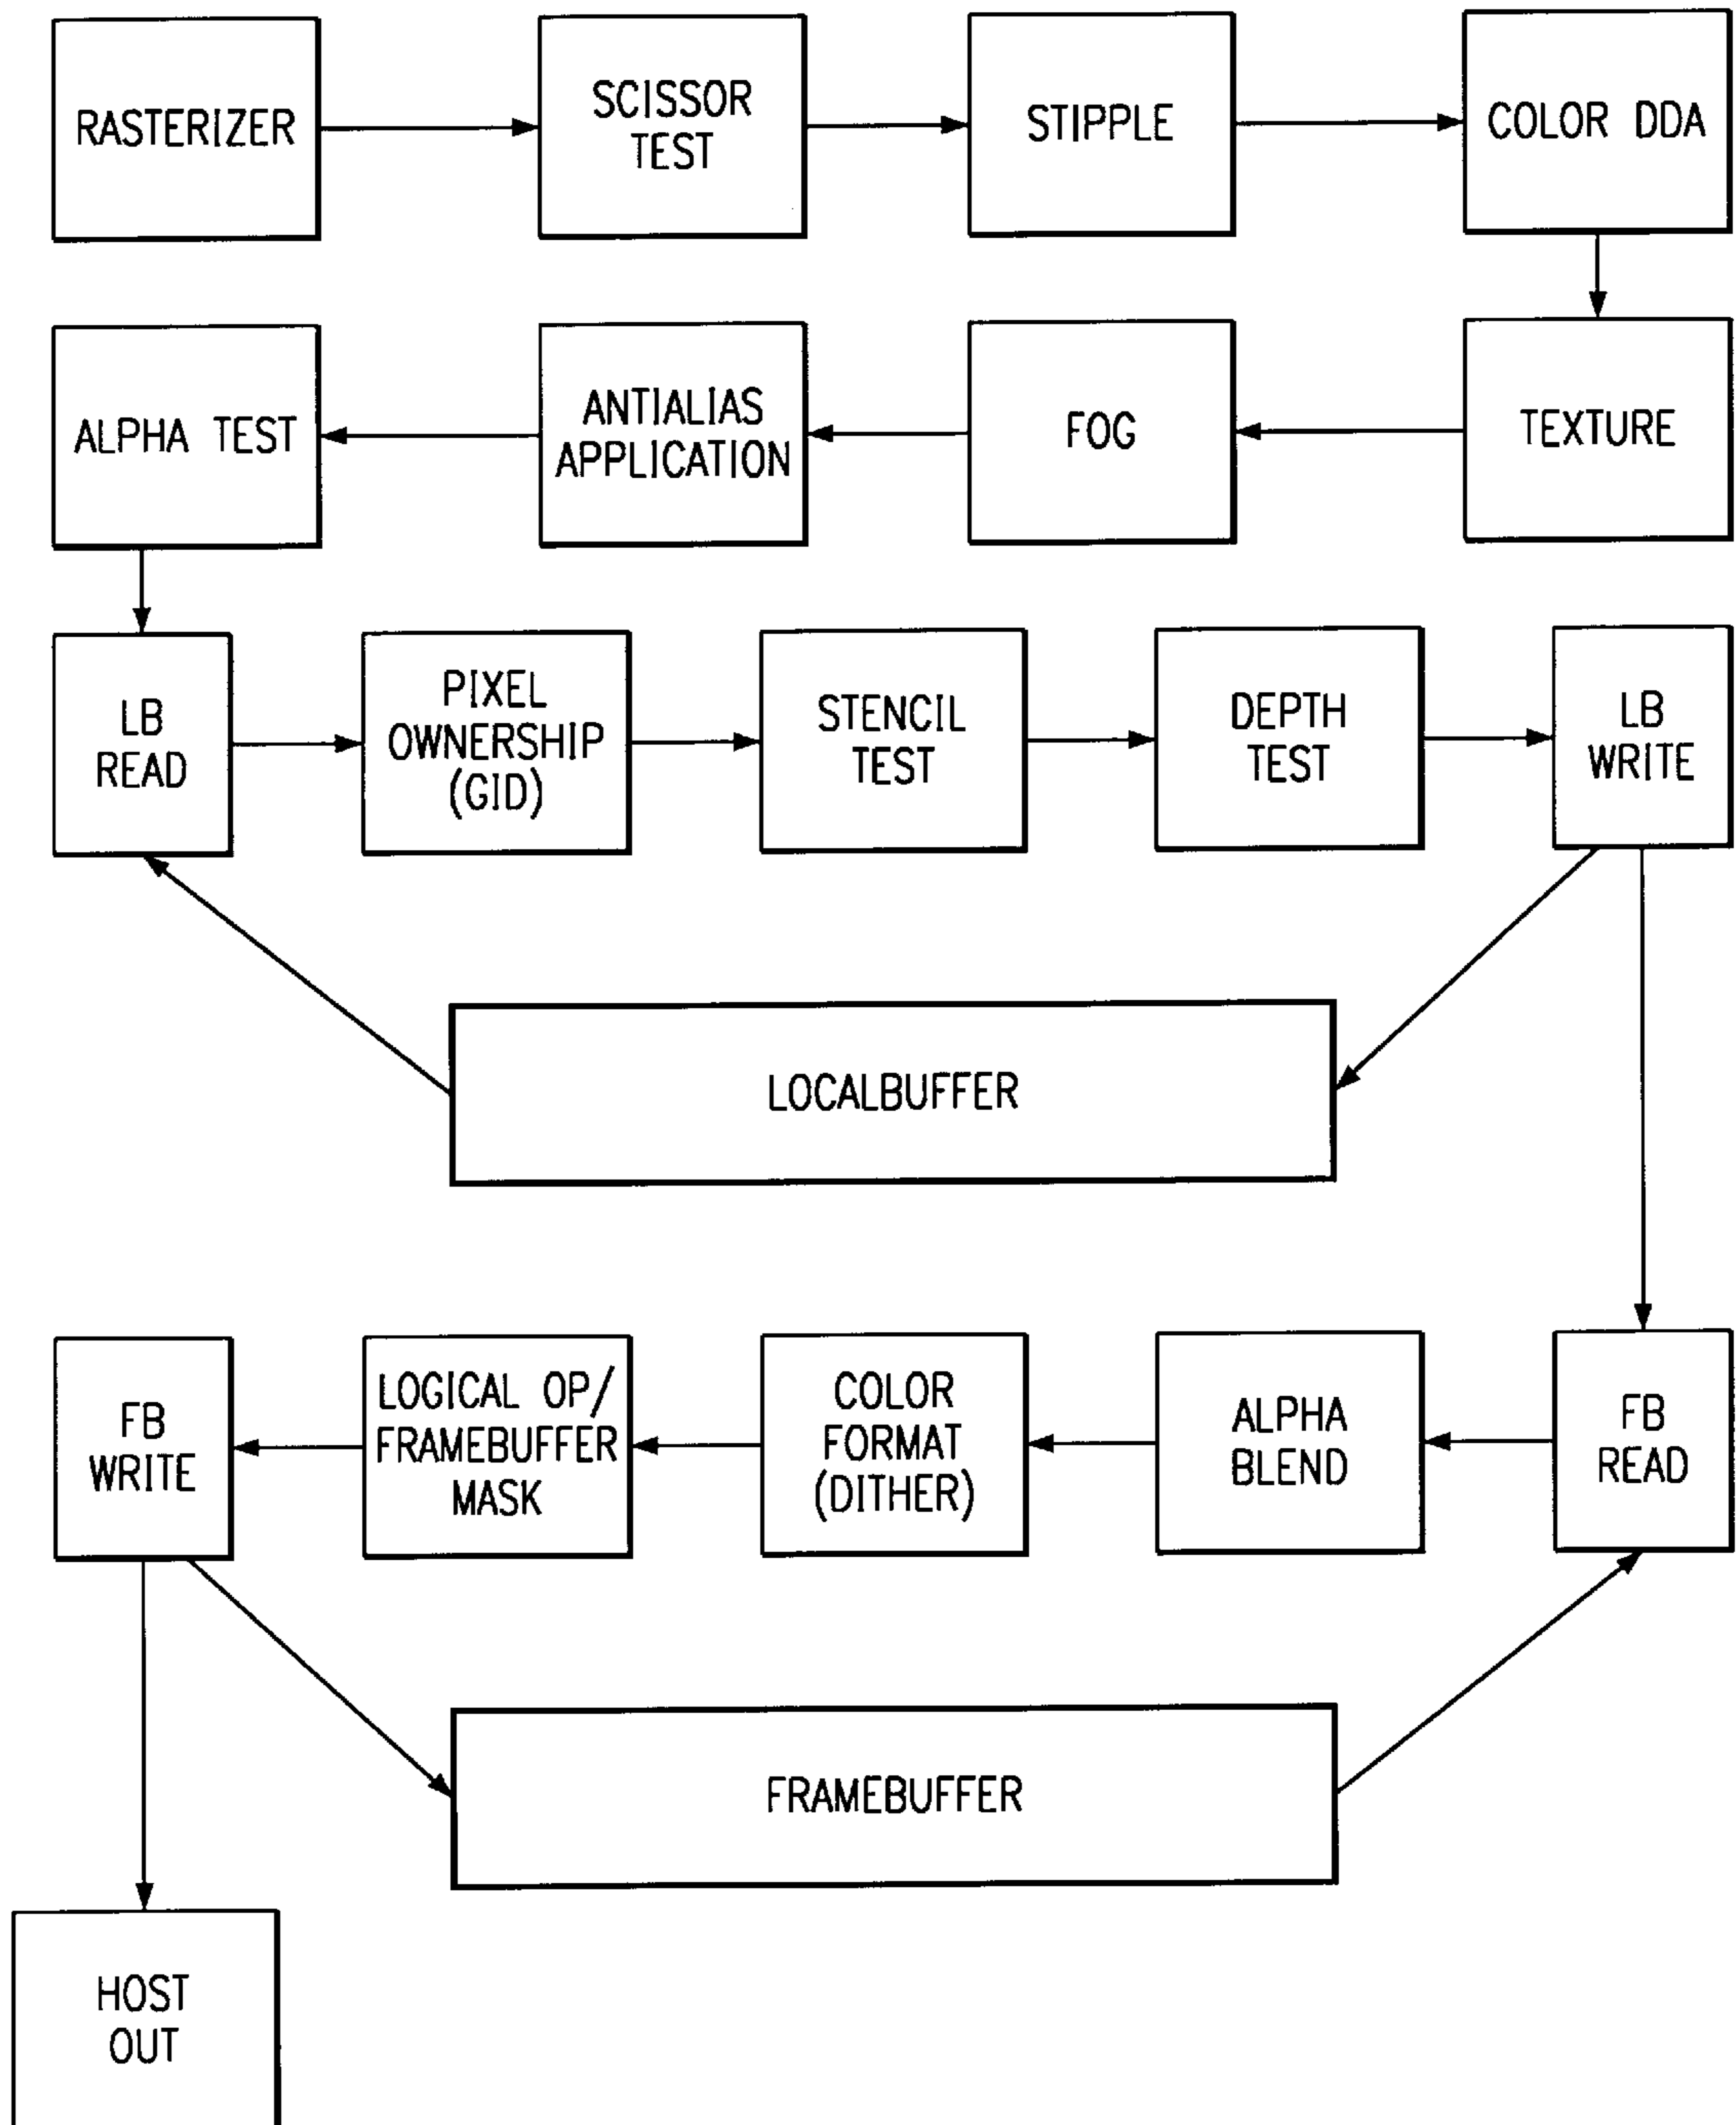 RASTERIZER
SCISSOR
TEST
STIPPLE
COLOR DDA
ALPHA TEST
ANTIALIAS
APPLICATION
FOG
TEXTURE
LB
READ
PIXEL
OWNERSHIP
(GID)
STENCIL
TEST
DEPTH
TEST
LB
WRITE
LOCALBUFFER
FB
WRITE
LOGICAL OP/
FRAMEBUFFER
MASK
COLOR
FORMAT
(DITHER)
ALPHA
BLEND
FB
READ
FRAMEBUFFER
HOST
OUT